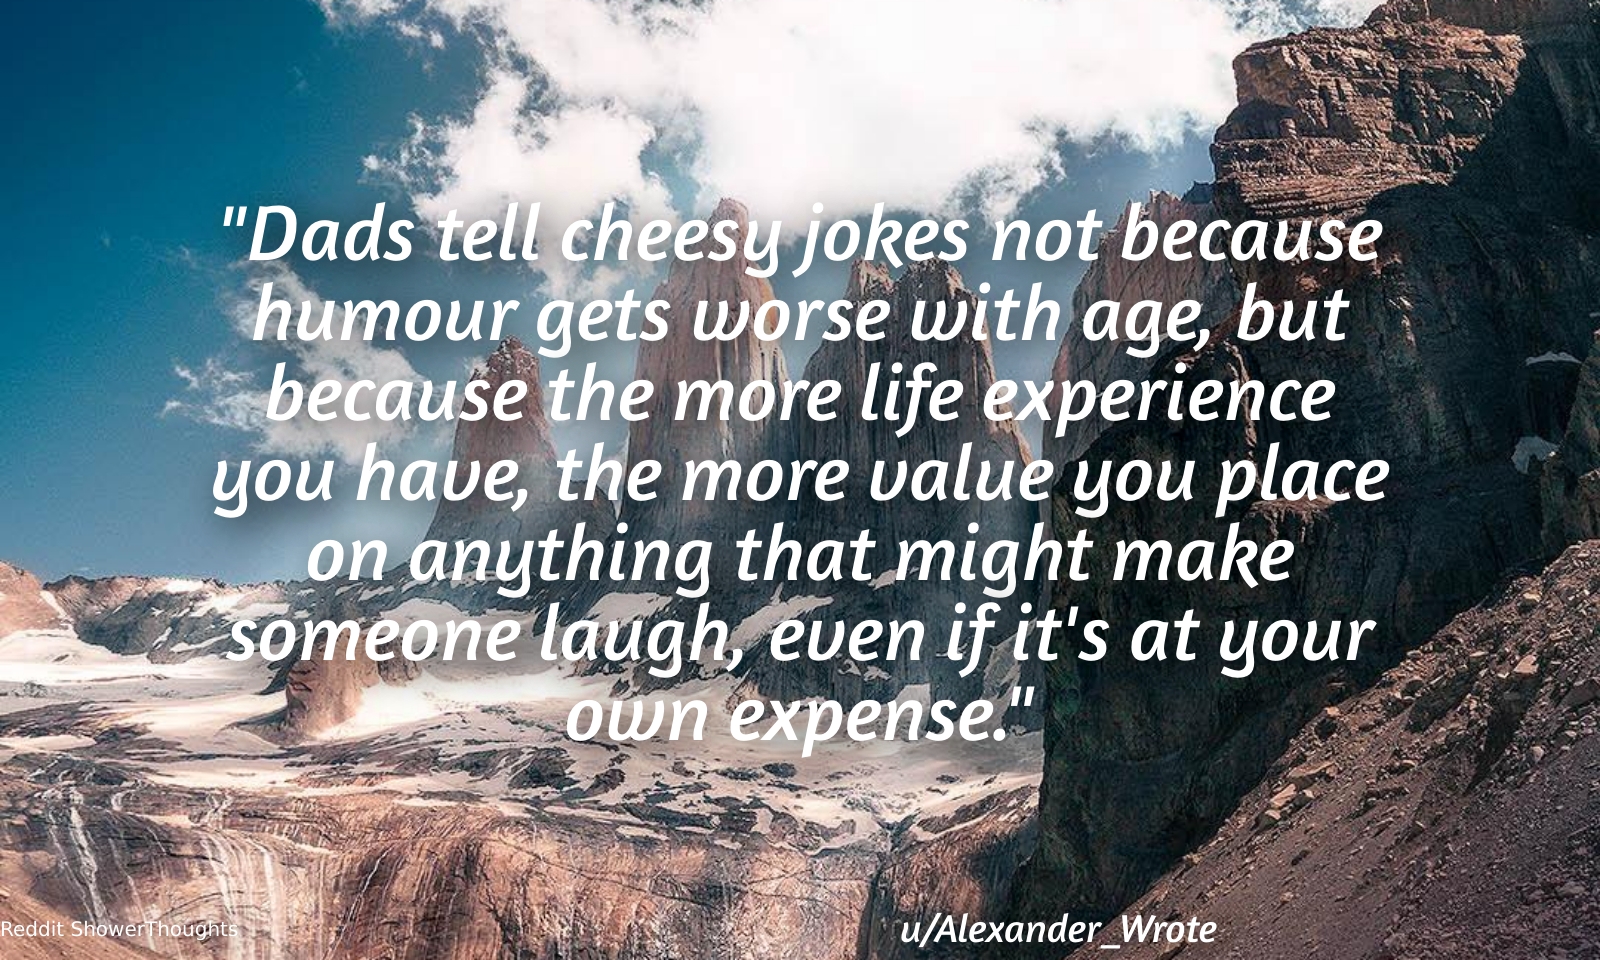 "Dads tell cheesy jokes not because
humour gets worse with age, but
because the more life experience
you have, the more value you place
on anything that might make
someone laugh, even if it's at your
own expense."
Reddit ShowerThoughts
u/Alexander_Wrote